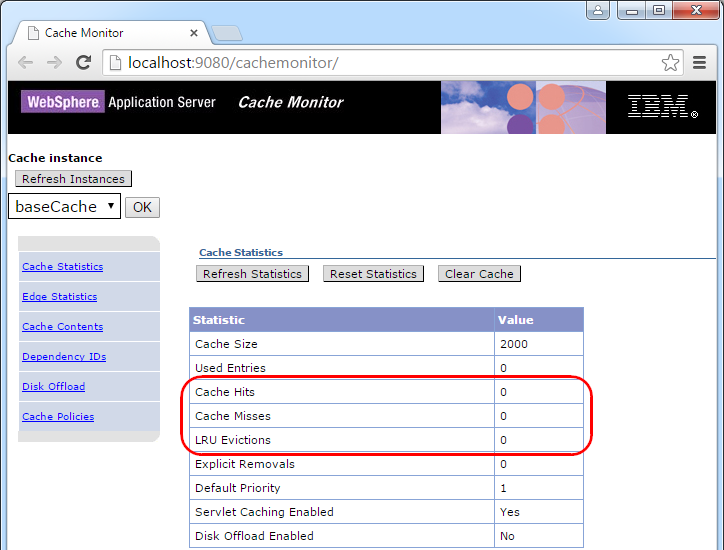 Cache Monitor
localhost:9080/cachemonitor/
WebSphere® Application Server Cache Monitor IBM®
Cache instance
Refresh Instances
baseCache OK
Cache Statistics
Edge Statistics
Cache Contents
Dependency IDs
Disk Offload
Cache Policies
Cache Statistics
Refresh Statistics Reset Statistics Clear Cache
Statistic Value
Cache Size 2000
Used Entries 0
Cache Hits 0
Cache Misses 0
LRU Evictions 0
Explicit Removals 0
Default Priority 1
Servlet Caching Enabled Yes
Disk Offload Enabled No